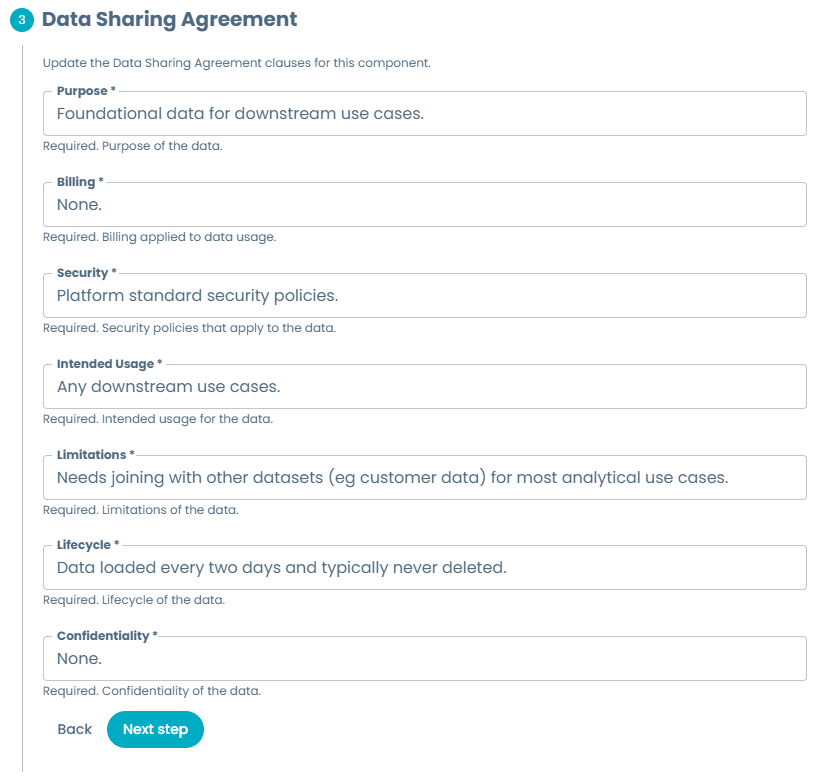 3 Data Sharing Agreement
Update the Data Sharing Agreement clauses for this component.
Purpose *
Foundational data for downstream use cases.
Required. Purpose of the data.
Billing *
None.
Required. Billing applied to data usage.
Security *
Platform standard security policies.
Required. Security policies that apply to the data.
Intended Usage *
Any downstream use cases.
Required. Intended usage for the data.
Limitations *
Needs joining with other datasets (eg customer data) for most analytical use cases.
Required. Limitations of the data.
Lifecycle *
Data loaded every two days and typically never deleted.
Required. Lifecycle of the data.
Confidentiality *
None.
Required. Confidentiality of the data.
Back Next step